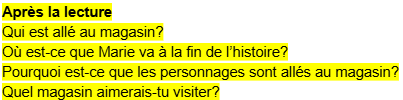 Après la lecture
Qui est allé au magasin?
Où est-ce que Marie va à la fin de l'histoire?
Pourquoi est-ce que les personnages sont allés au magasin?
Quel magasin aimerais-tu visiter?